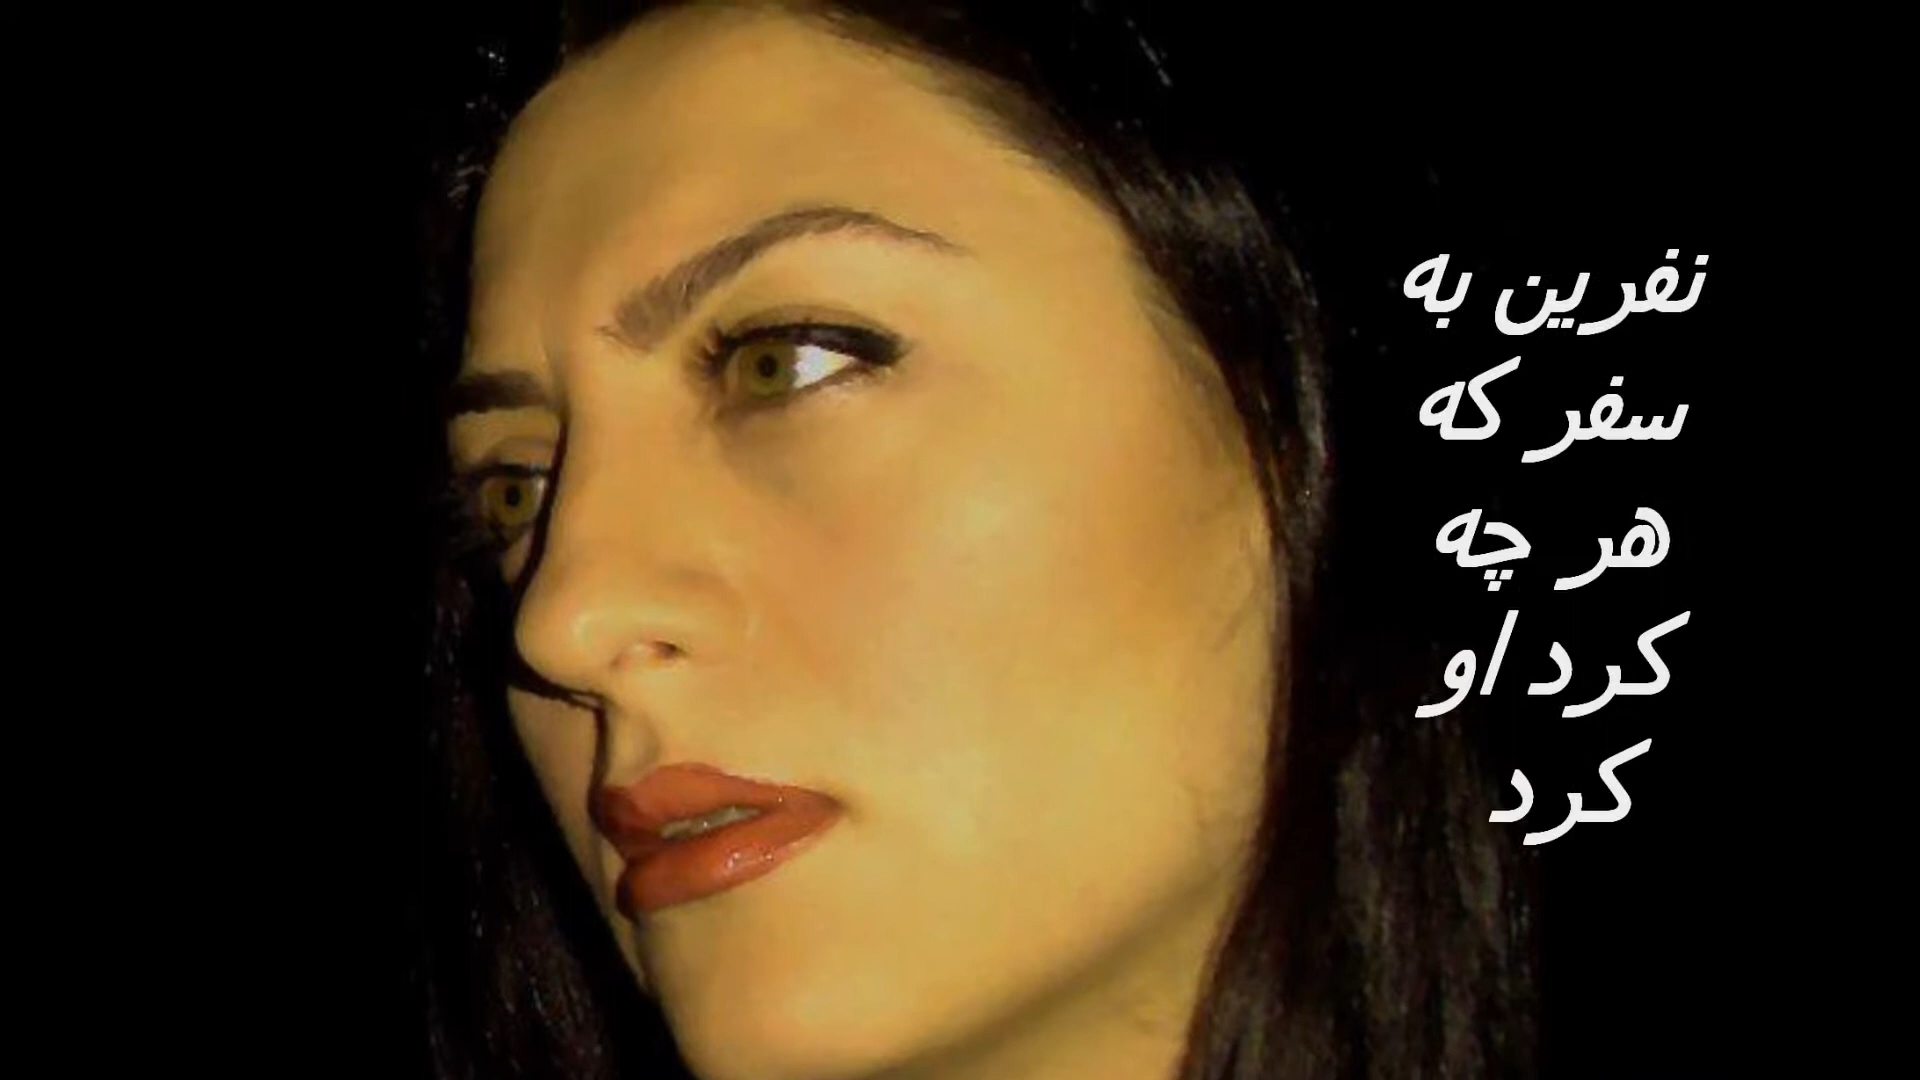 نفرین به
سفر که
هر چه
کرد او
کرد